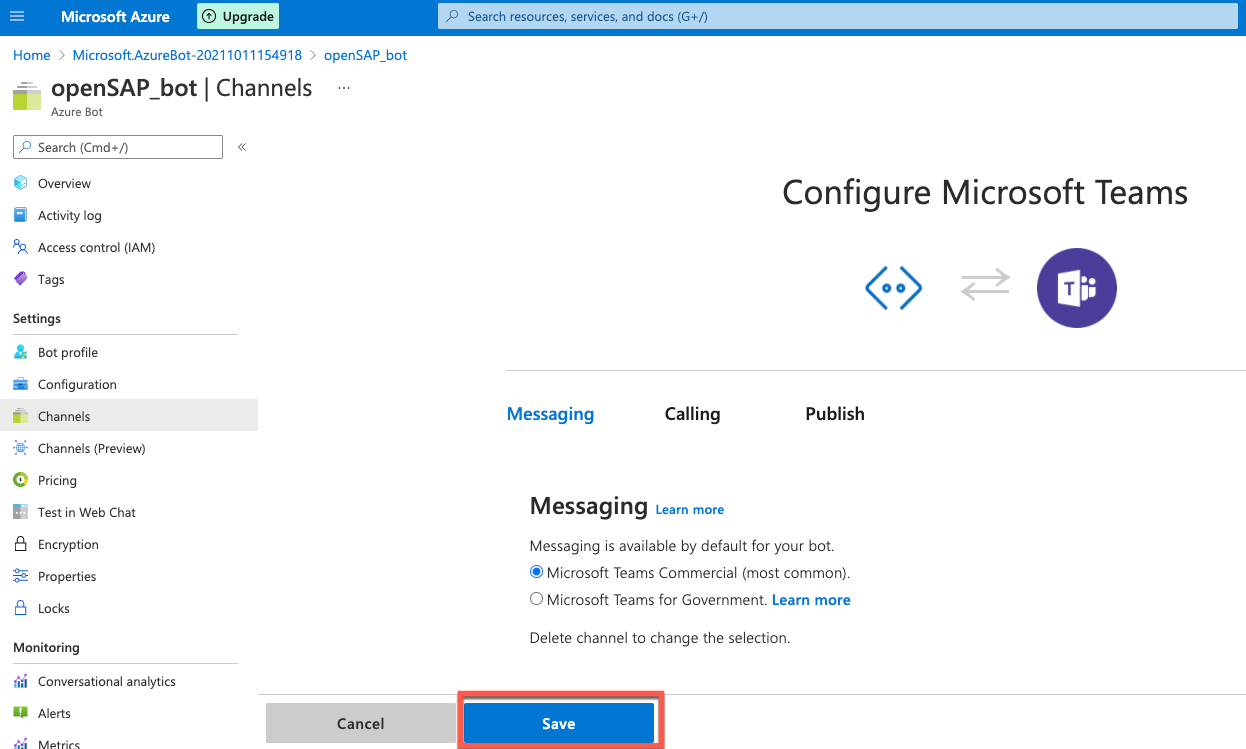 Microsoft Azure
Upgrade
Search resources, services, and docs (G+/)
Home > Microsoft.AzureBot-20211011154918 > openSAP_bot
openSAP_bot | Channels ...
Azure Bot
Search (Cmd+/) «
Overview
Activity log
Access control (IAM)
Tags
Settings
Bot profile
Configuration
Channels
Channels (Preview)
Pricing
Test in Web Chat
Encryption
Properties
Locks
Monitoring
Conversational analytics
Alerts
Metrics
Configure Microsoft Teams
T
Messaging Calling Publish
Messaging Learn more
Messaging is available by default for your bot.
Microsoft Teams Commercial (most common).
Microsoft Teams for Government. Learn more
Delete channel to change the selection.
Cancel Save